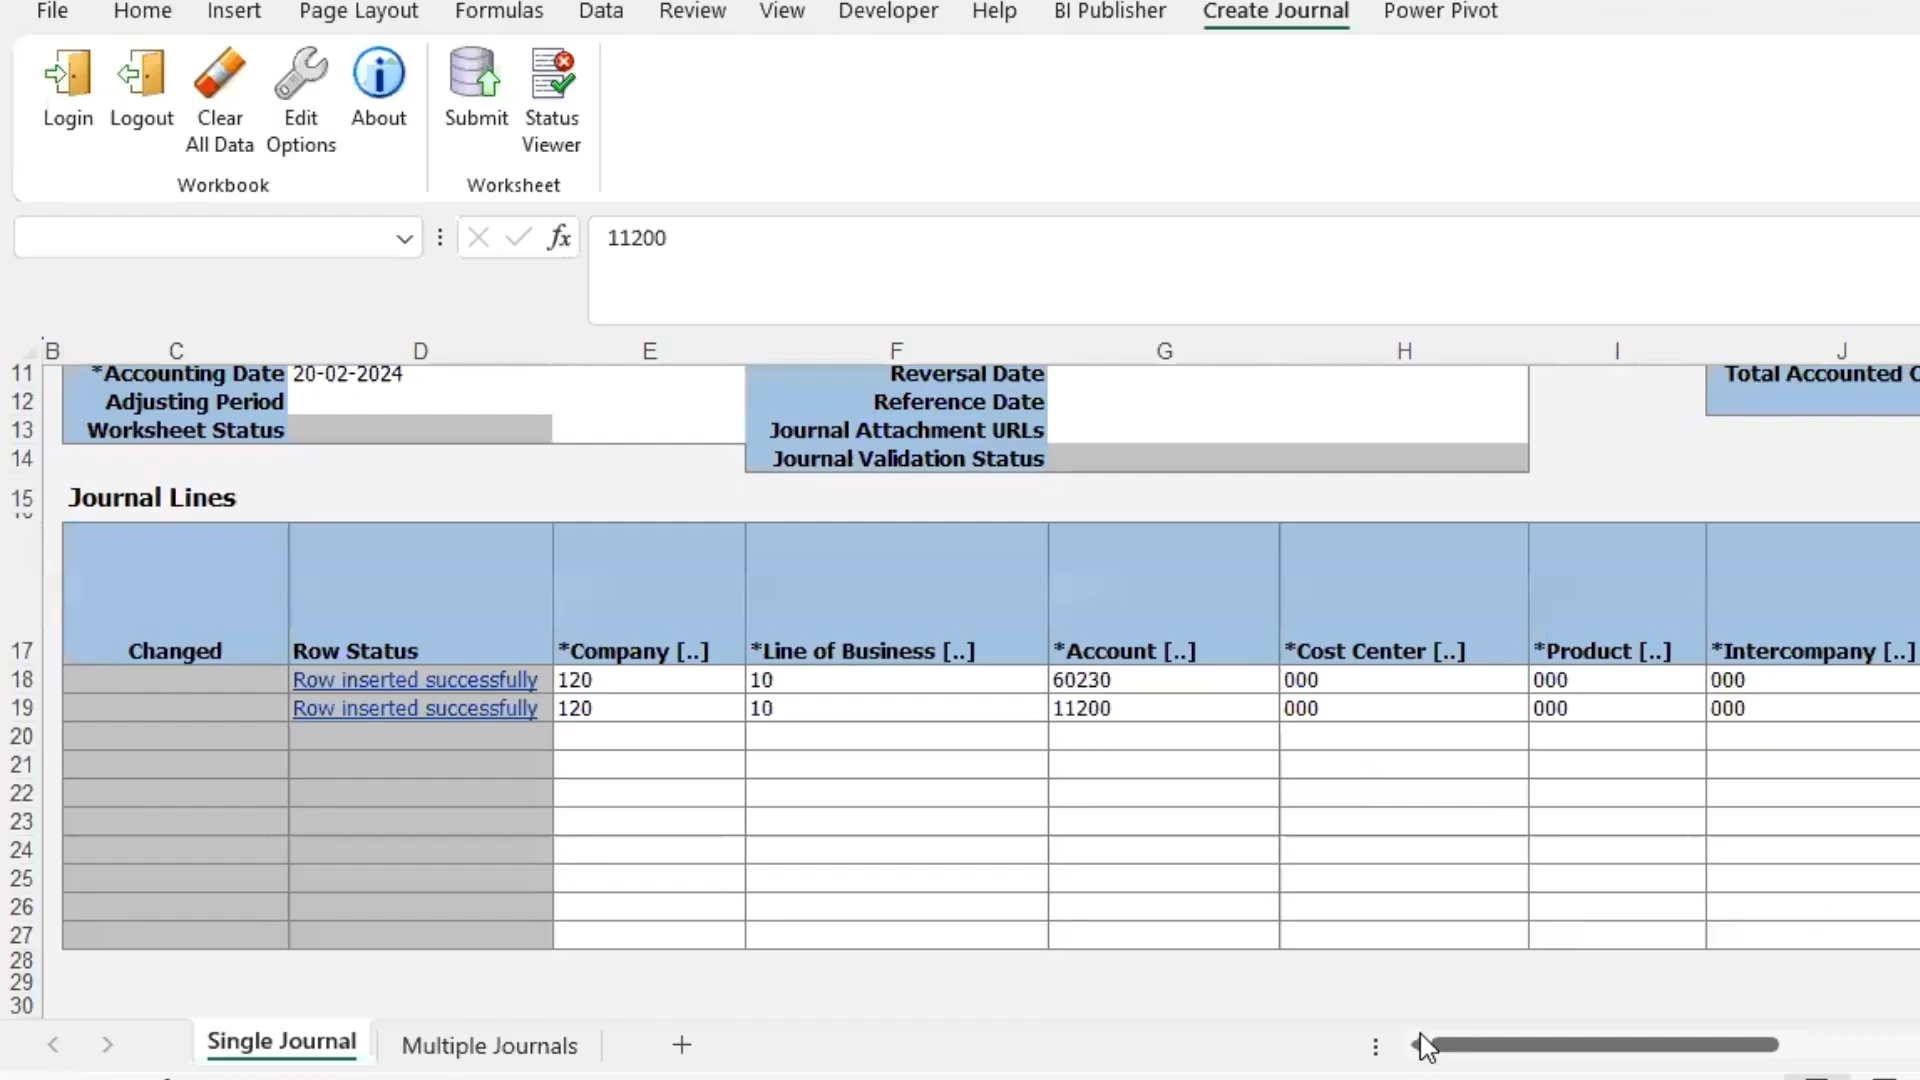 File Home Insert Page Layout Formulas Data Review View Developer Help BI Publisher Create Journal Power Pivot
Login Logout Clear All Data Edit Options About Submit Status Viewer
Workbook Worksheet
fx 11200
B C D E F G H I J
11 *Accounting Date 20-02-2024 Reversal Date Total Accounted C
12 Adjusting Period Reference Date
13 Worksheet Status Journal Attachment URLs
14 Journal Validation Status
15 Journal Lines
17 Changed Row Status *Company [..] *Line of Business [..] *Account [..] *Cost Center [..] *Product [..] *Intercompany [..]
18 Row inserted successfully 120 10 60230 000 000 000
19 Row inserted successfully 120 10 11200 000 000 000
20
21
22
23
24
25
26
27
28
29
30
Single Journal Multiple Journals +